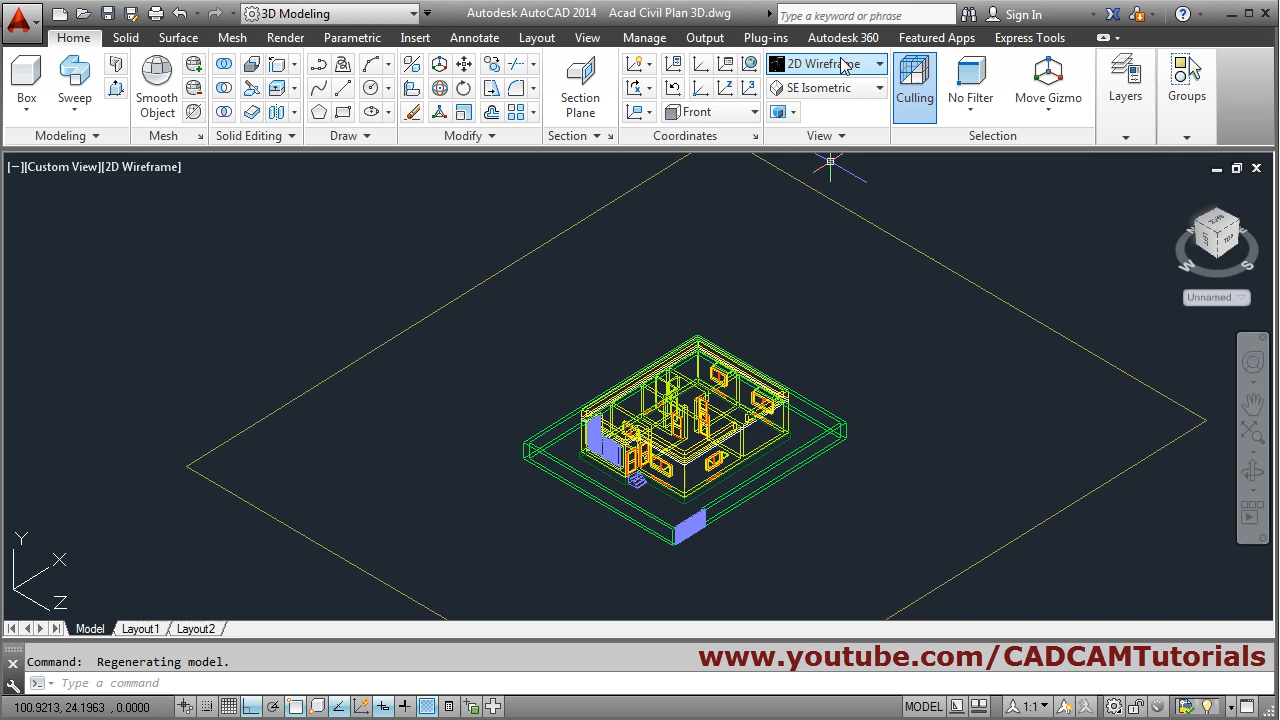 3D Modeling
Autodesk AutoCAD 2014 Acad Civil Plan 3D.dwg
Type a keyword or phrase
Sign In
Home Solid Surface Mesh Render Parametric Insert Annotate Layout View Manage Output Plug-ins Autodesk 360 Featured Apps Express Tools
2D Wireframe
SE Isometric
Box Sweep Smooth Object Section Plane Front Culling No Filter Move Gizmo Layers Groups
Modeling Mesh Solid Editing Draw Modify Section Coordinates View Selection
[−][Custom View][2D Wireframe]
W S
Unnamed
Y
X
Z
Model Layout1 Layout2
Command: Regenerating model.
www.youtube.com/CADCAMTutorials
Type a command
100.9213, 24.1963, 0.0000
MODEL 1:1